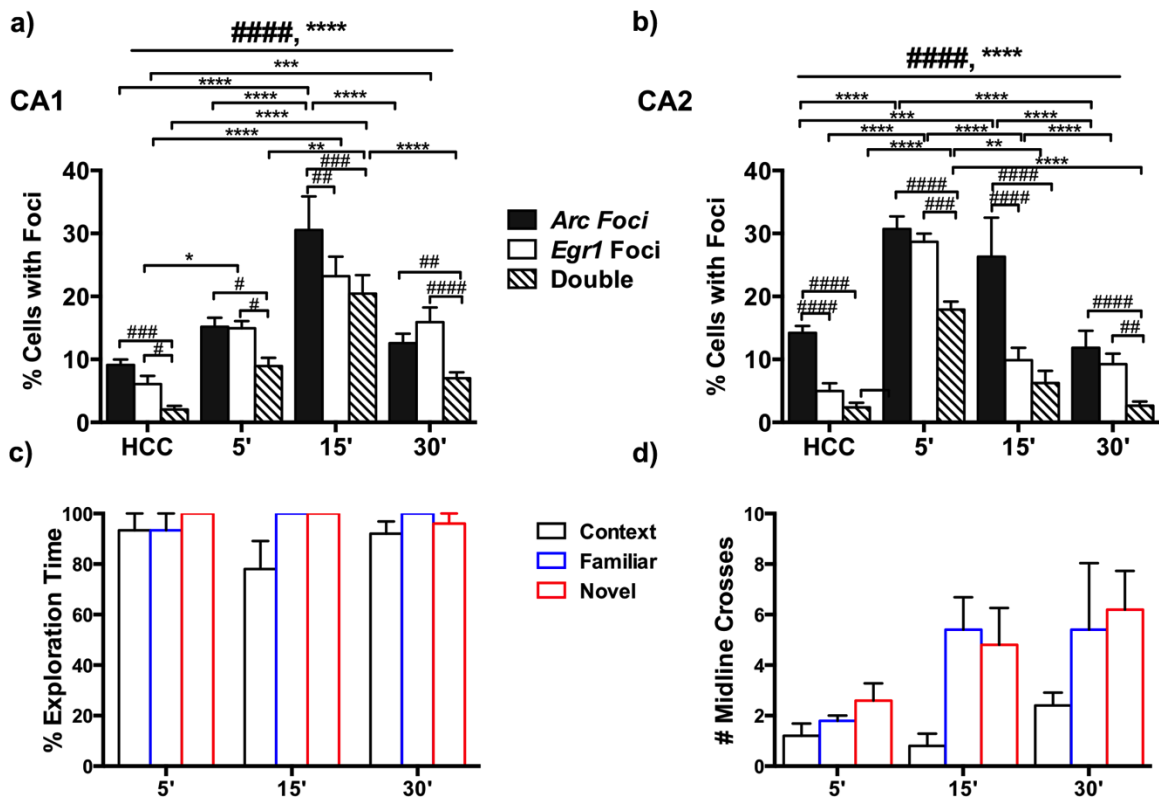 a)
####, ****
***
**** ****
CA1
**** ****
****
****
** ****
###
##
* ## ####
# #
###
#
% Cells with Foci
40
30
20
10
0
HCC 5' 15' 30'
Arc Foci
Egr1 Foci
Double
b)
####, ****
CA2
**** ****
*** ****
**** **** ****
**** **
****
#### ####
### ####
####
####
####
##
% Cells with Foci
40
30
20
10
0
HCC 5' 15' 30'
c)
% Exploration Time
100
80
60
40
20
0
5' 15' 30'
Context
Familiar
Novel
d)
# Midline Crosses
10
8
6
4
2
0
5' 15' 30'